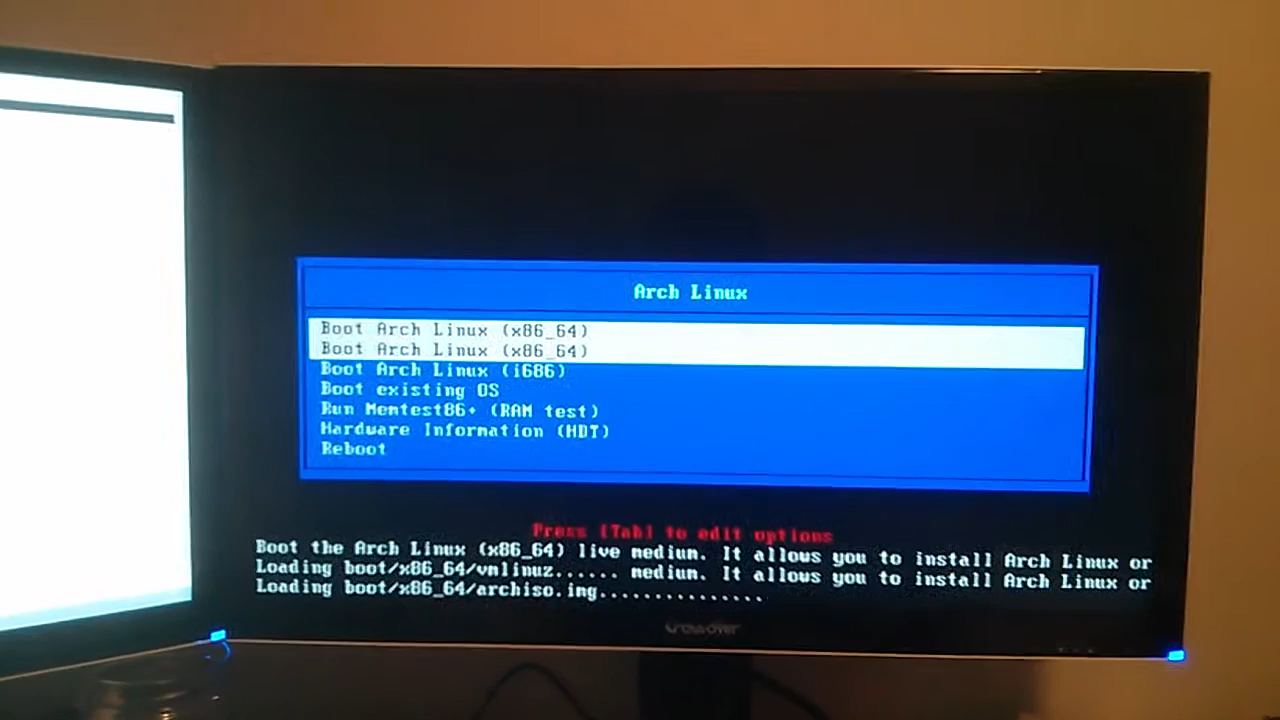 Arch Linux
Boot Arch Linux (x86_64)
Boot Arch Linux (x86_64)
Boot Arch Linux (i686)
Boot existing OS
Run Memtest86+ (RAM test)
Hardware Information (HDT)
Reboot
Press [Tab] to edit options
Boot the Arch Linux (x86_64) live medium. It allows you to install Arch Linux or
Loading boot/x86_64/vmlinuz...... medium. It allows you to install Arch Linux or
Loading boot/x86_64/archiso.img...............
CROSSOVER